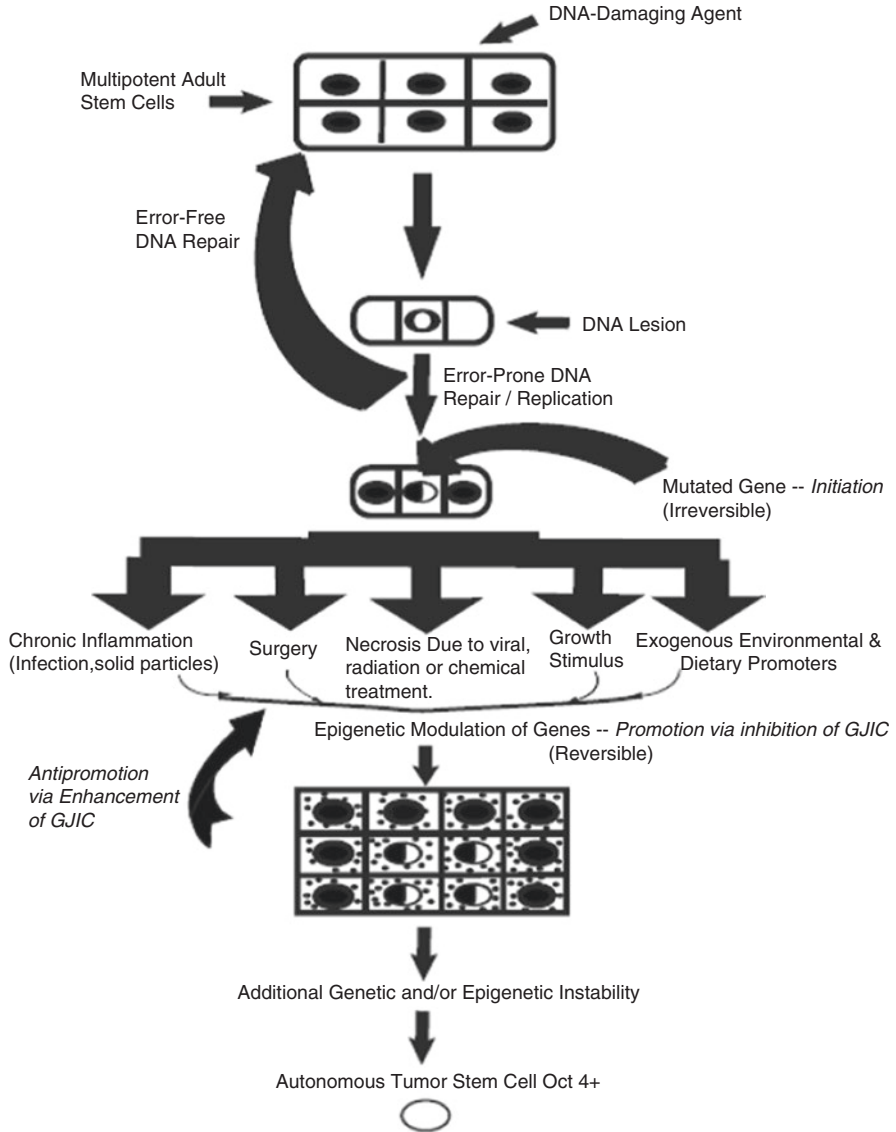 DNA-Damaging Agent
Multipotent Adult
Stem Cells
Error-Free
DNA Repair
DNA Lesion
Error-Prone DNA
Repair / Replication
Mutated Gene -- Initiation
(Irreversible)
Chronic Inflammation
(Infection,solid particles)
Surgery
Necrosis Due to viral,
radiation or chemical
treatment.
Growth
Stimulus
Exogenous Environmental &
Dietary Promoters
Epigenetic Modulation of Genes -- Promotion via inhibition of GJIC
(Reversible)
Antipromotion
via Enhancement
of GJIC
Additional Genetic and/or Epigenetic Instability
Autonomous Tumor Stem Cell Oct 4+